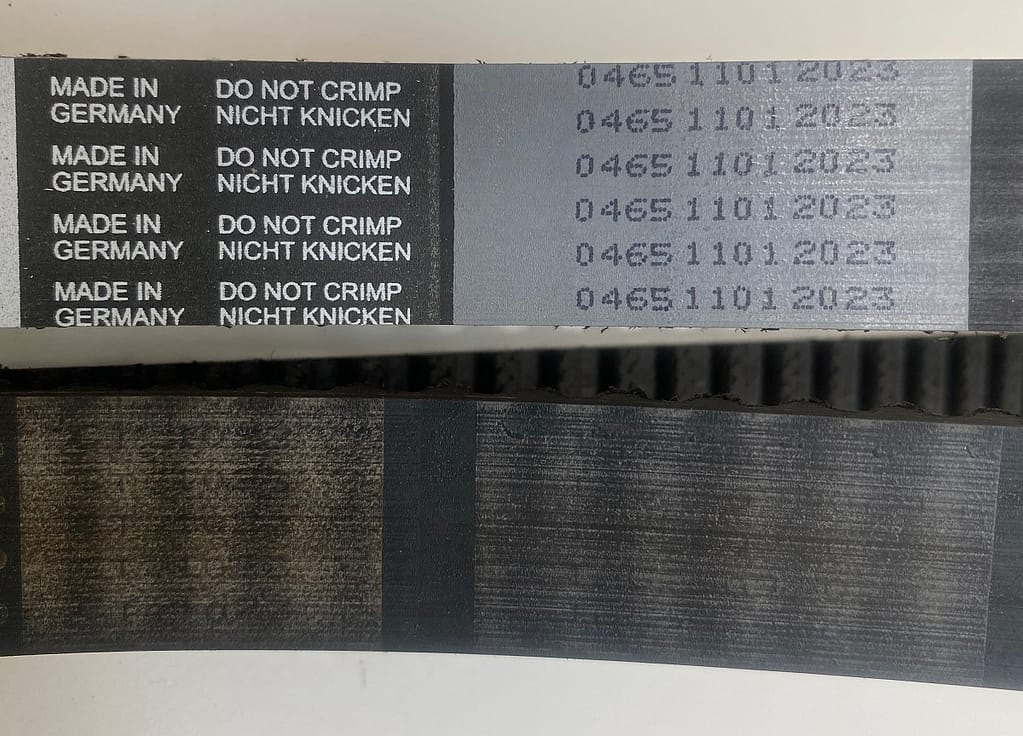 MADE IN DO NOT CRIMP 0465 1101 2023
GERMANY NICHT KNICKEN 0465 1101 2023
MADE IN DO NOT CRIMP 0465 1101 2023
GERMANY NICHT KNICKEN 0465 1101 2023
MADE IN DO NOT CRIMP 0465 1101 2023
GERMANY NICHT KNICKEN 0465 1101 2023
MADE IN DO NOT CRIMP
GERMANY NICHT KNICKEN